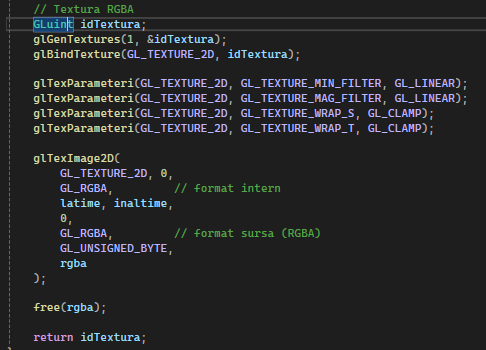 // Textura RGBA
GLuint idTextura;
glGenTextures(1, &idTextura);
glBindTexture(GL_TEXTURE_2D, idTextura);
glTexParameteri(GL_TEXTURE_2D, GL_TEXTURE_MIN_FILTER, GL_LINEAR);
glTexParameteri(GL_TEXTURE_2D, GL_TEXTURE_MAG_FILTER, GL_LINEAR);
glTexParameteri(GL_TEXTURE_2D, GL_TEXTURE_WRAP_S, GL_CLAMP);
glTexParameteri(GL_TEXTURE_2D, GL_TEXTURE_WRAP_T, GL_CLAMP);
glTexImage2D(
GL_TEXTURE_2D, 0,
GL_RGBA, // format intern
latime, inaltime,
0,
GL_RGBA, // format sursa (RGBA)
GL_UNSIGNED_BYTE,
rgba
);
free(rgba);
return idTextura;